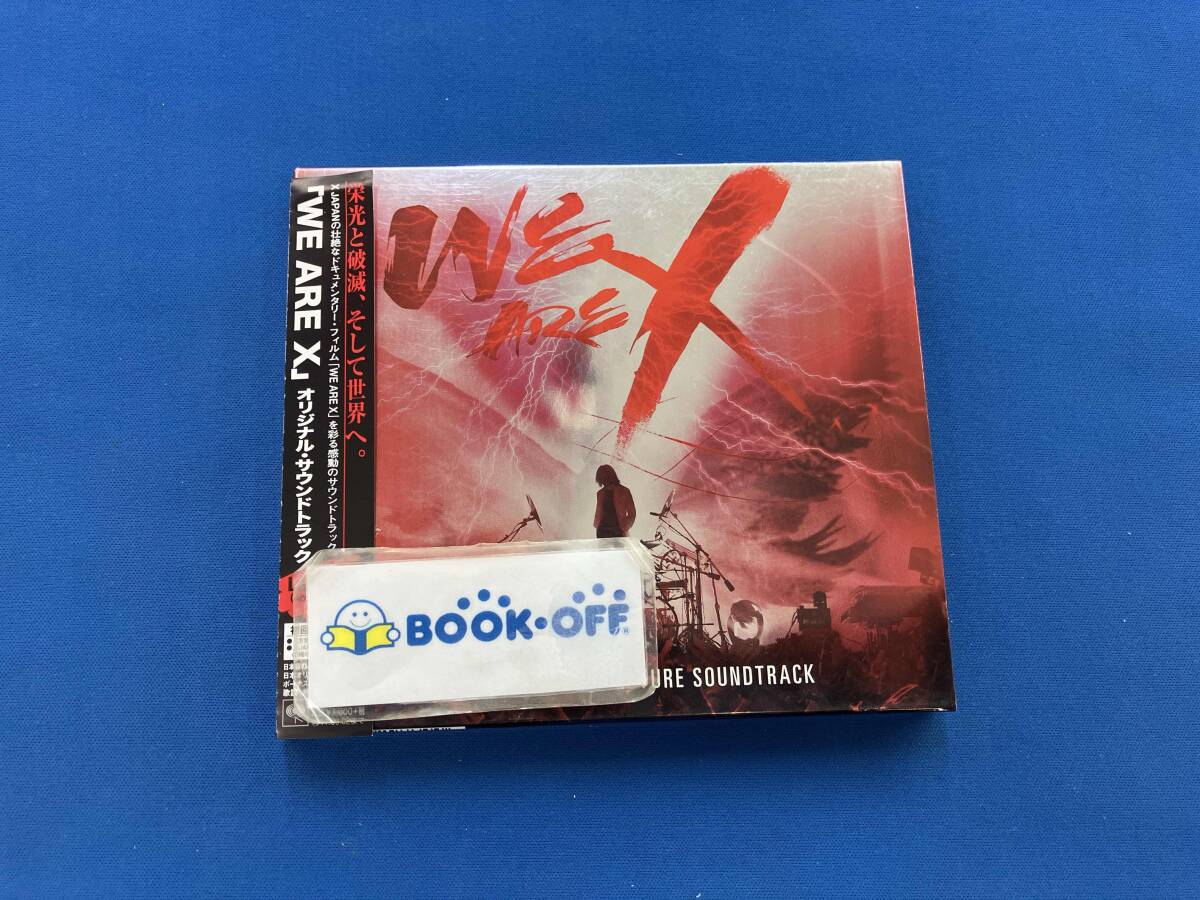 「WE ARE X」オリジナル・サウンドトラック
X JAPANの壮絶なドキュメンタリー・フィルム「WE ARE X」を彩る感動のサウンドトラック
栄光と破滅、そして世界へ。
WE
ARE
X
BOOK・OFF
URE SOUNDTRACK